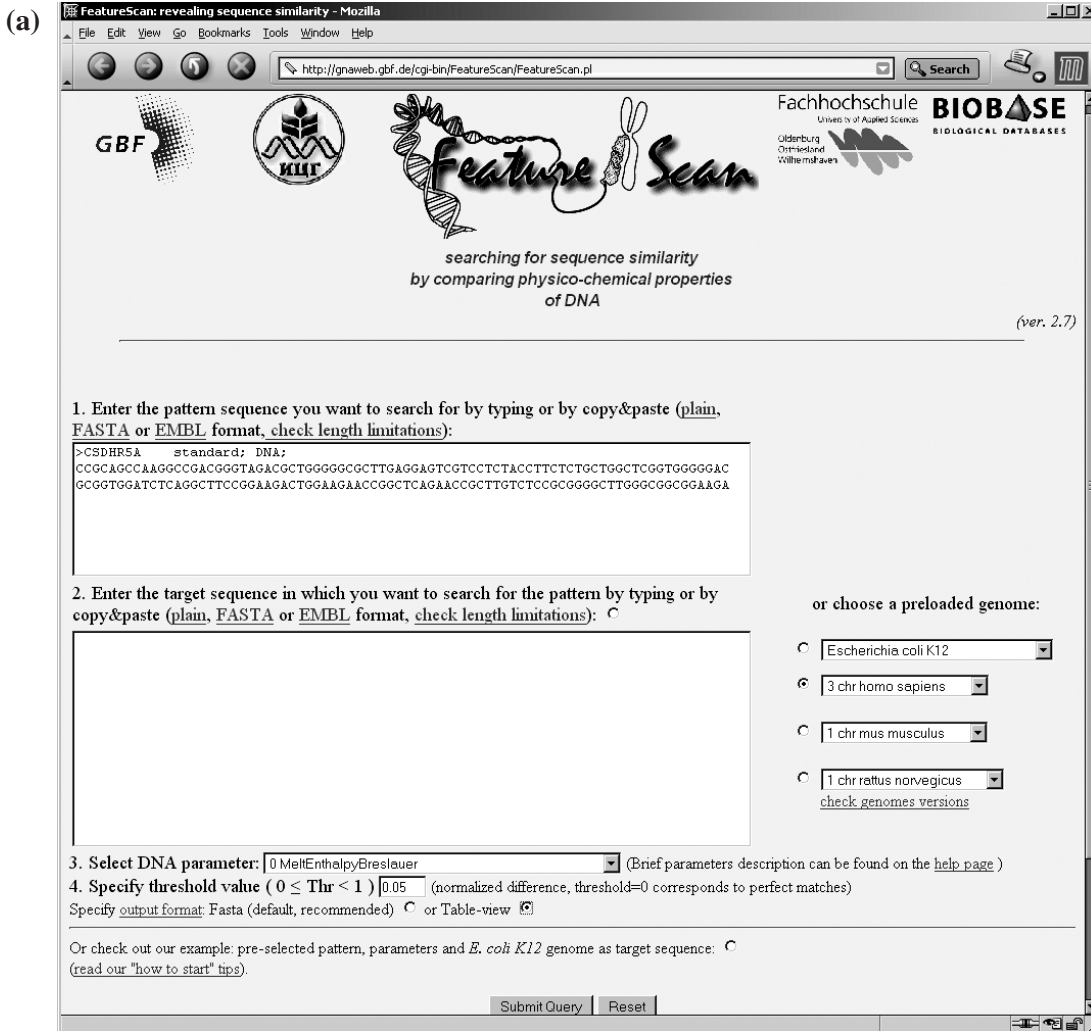 (a)
FeatureScan: revealing sequence similarity - Mozilla
File Edit View Go Bookmarks Tools Window Help
http://gnaweb.gbf.de/cgi-bin/FeatureScan/FeatureScan.pl
Search
GBF
ИЦГ
Feature Scan
Fachhochschule
University of Applied Sciences
Oldenburg
Ostfriesland
Wilhelmshaven
BIOBASE
BIOLOGICAL DATABASES
searching for sequence similarity
by comparing physico-chemical properties
of DNA
(ver. 2.7)
1. Enter the pattern sequence you want to search for by typing or by copy&paste (plain,
FASTA or EMBL format, check length limitations):
>CSDHR5A standard; DNA;
CCGCAGCCAAGGCCGACGGGTAGACGCTGGGGGCGCTTGAGGAGTCGTCCTCTACCTTCTCTGCTGGCTCGGTGGGGGAC
GCGGTGGATCTCAGGCTTCCGGAAGACTGGAAGAACCGGCTCAGAACCGCTTGTCTCCGCGGGGCTTGGGCGGCGGAAGA
2. Enter the target sequence in which you want to search for the pattern by typing or by
copy&paste (plain, FASTA or EMBL format, check length limitations):
or choose a preloaded genome:
Escherichia coli K12
3 chr homo sapiens
1 chr mus musculus
1 chr rattus norvegicus
check genomes versions
3. Select DNA parameter: 0 MeltEnthalpyBreslauer (Brief parameters description can be found on the help page )
4. Specify threshold value ( 0 ≤ Thr < 1 ) 0.05 (normalized difference, threshold=0 corresponds to perfect matches)
Specify output format: Fasta (default, recommended) or Table-view
Or check out our example: pre-selected pattern, parameters and E. coli K12 genome as target sequence:
(read our "how to start" tips).
Submit Query Reset